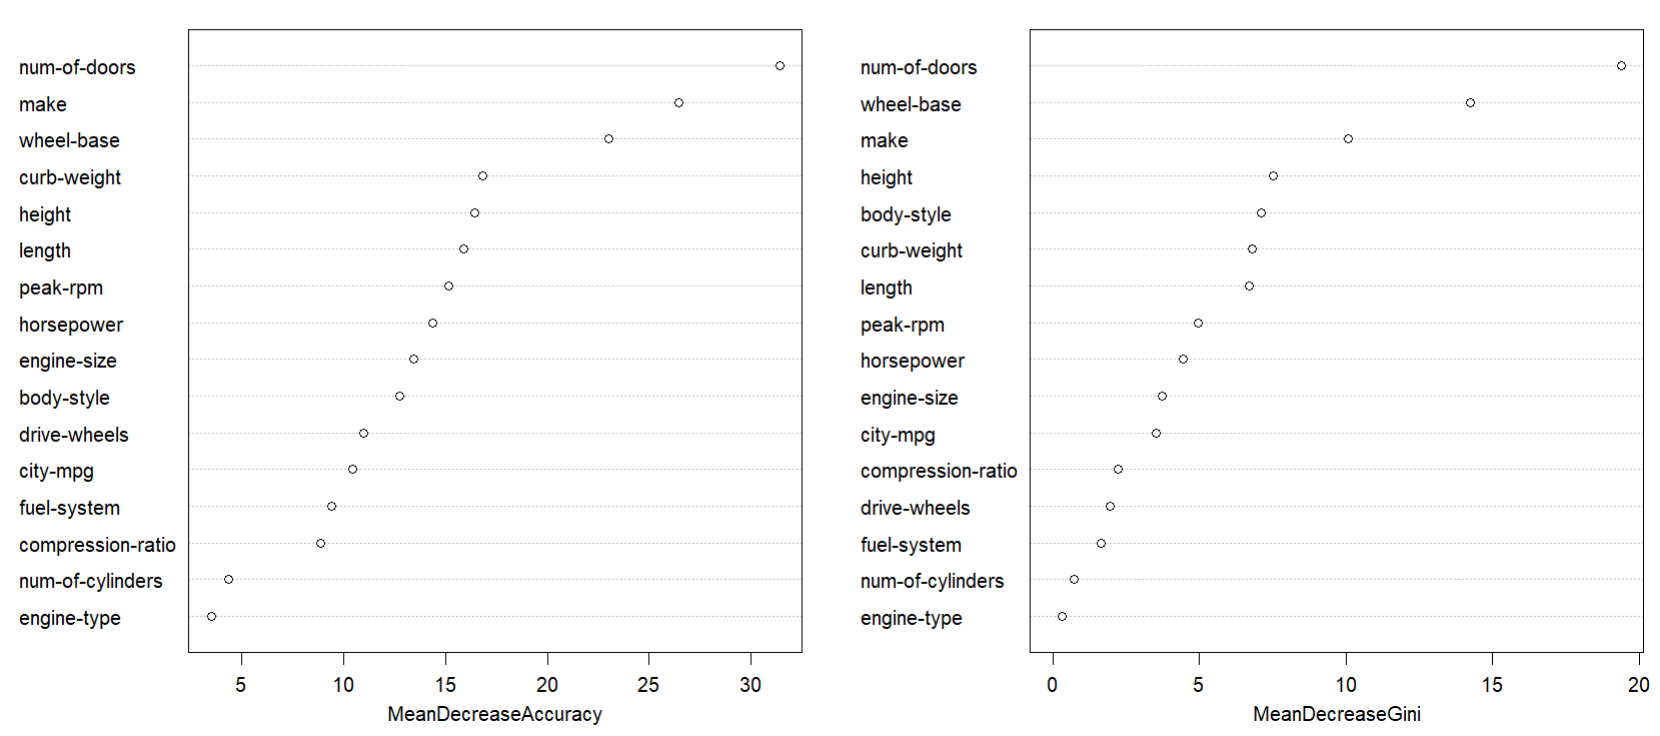 num-of-doors
make
wheel-base
curb-weight
height
length
peak-rpm
horsepower
engine-size
body-style
drive-wheels
city-mpg
fuel-system
compression-ratio
num-of-cylinders
engine-type
5 10 15 20 25 30
MeanDecreaseAccuracy
num-of-doors
wheel-base
make
height
body-style
curb-weight
length
peak-rpm
horsepower
engine-size
city-mpg
compression-ratio
drive-wheels
fuel-system
num-of-cylinders
engine-type
0 5 10 15 20
MeanDecreaseGini